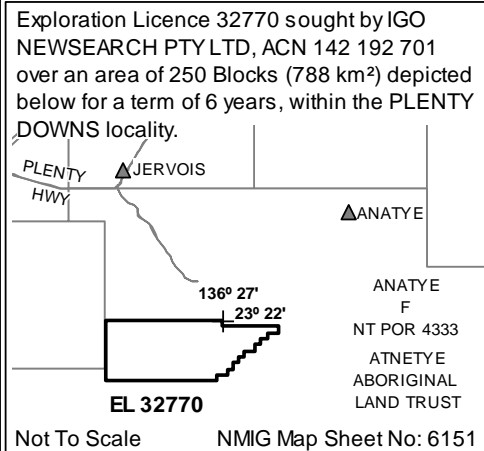 Exploration Licence 32770 sought by IGO
NEWSEARCH PTY LTD, ACN 142 192 701
over an area of 250 Blocks (788 km²) depicted
below for a term of 6 years, within the PLENTY
DOWNS locality.
PLENTY
HWY
JERVOIS
ANATYE
136º 27'
23º 22'
ANATYE
F
NT POR 4333
ATNETYE
ABORIGINAL
LAND TRUST
EL 32770
Not To Scale
NMIG Map Sheet No: 6151